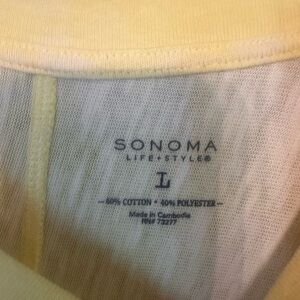 SONOMA
LIFE+STYLE®
L
— 60% COTTON • 40% POLYESTER —
Made in Cambodia
RN# 73277